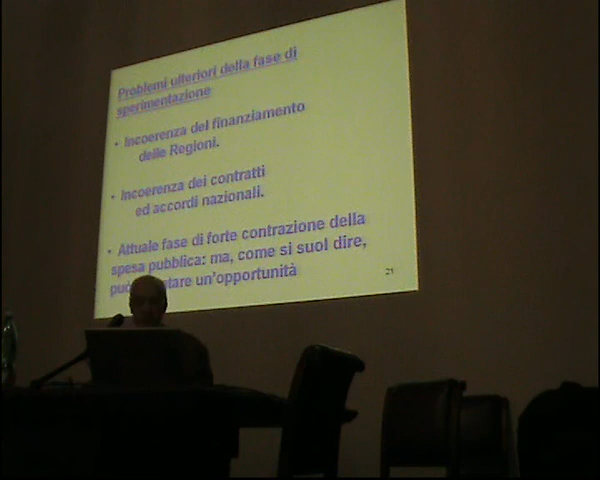 Problemi ulteriori della fase di
sperimentazione
• Incoerenza del finanziamento
delle Regioni.
• Incoerenza dei contratti
ed accordi nazionali.
• Attuale fase di forte contrazione della
spesa pubblica: ma, come si suol dire,
un'opportunità
21